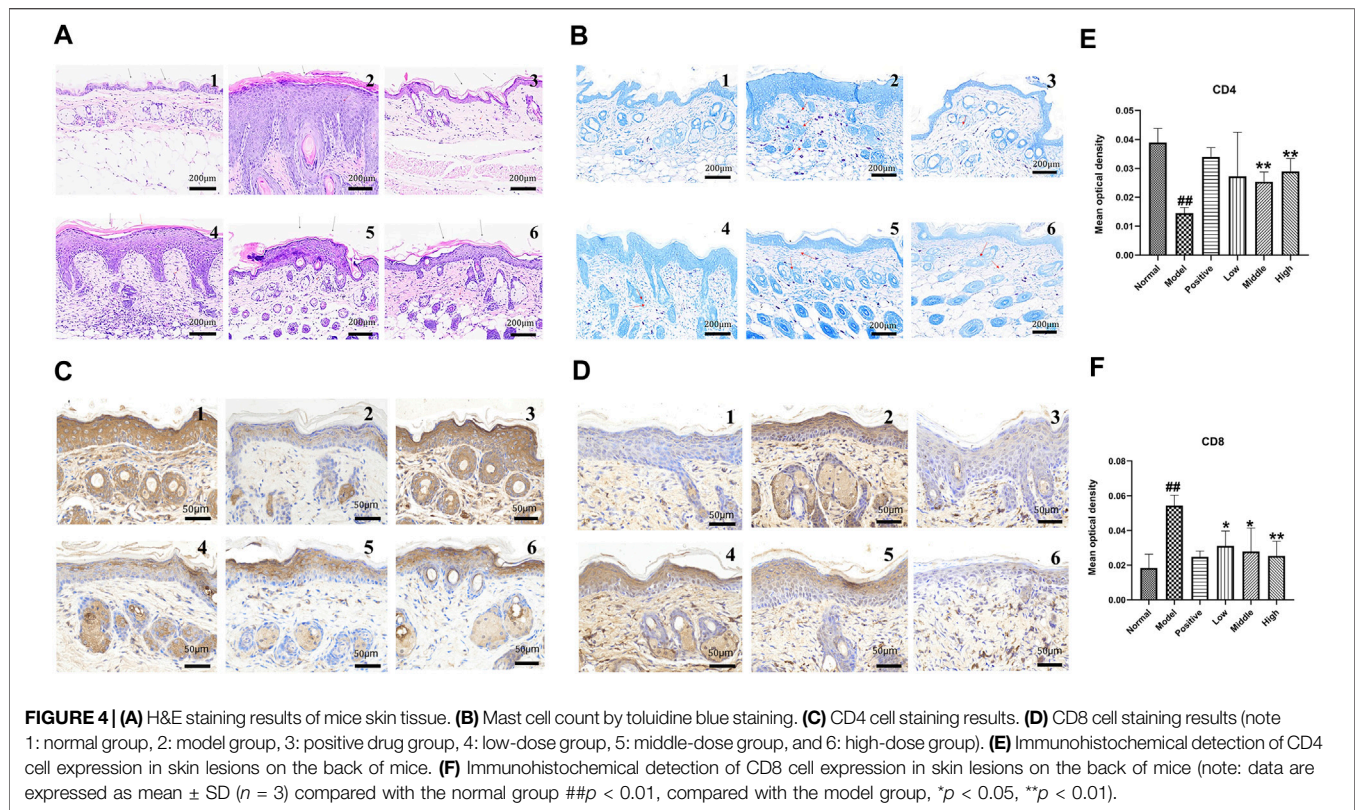 A
1
2
3
200μm
200μm
200μm
4
5
6
200μm
200μm
200μm
B
1
2
3
200μm
200μm
200μm
4
5
6
200μm
200μm
200μm
E
CD4
Mean optical density
0.05
0.04
0.03
0.02
0.01
0.00
##
**
**
Normal
Model
Positive
Low
Middle
High
C
1
2
3
50μm
50μm
50μm
4
5
6
50μm
50μm
50μm
D
1
2
3
50μm
50μm
50μm
4
5
6
50μm
50μm
50μm
F
CD8
Mean optical density
0.08
0.06
0.04
0.02
0.00
##
*
*
**
Normal
Model
Positive
Low
Middle
High
FIGURE 4 | (A) H&E staining results of mice skin tissue. (B) Mast cell count by toluidine blue staining. (C) CD4 cell staining results. (D) CD8 cell staining results (note
1: normal group, 2: model group, 3: positive drug group, 4: low-dose group, 5: middle-dose group, and 6: high-dose group). (E) Immunohistochemical detection of CD4
cell expression in skin lesions on the back of mice. (F) Immunohistochemical detection of CD8 cell expression in skin lesions on the back of mice (note: data are
expressed as mean ± SD (n = 3) compared with the normal group ##p < 0.01, compared with the model group, *p < 0.05, **p < 0.01).